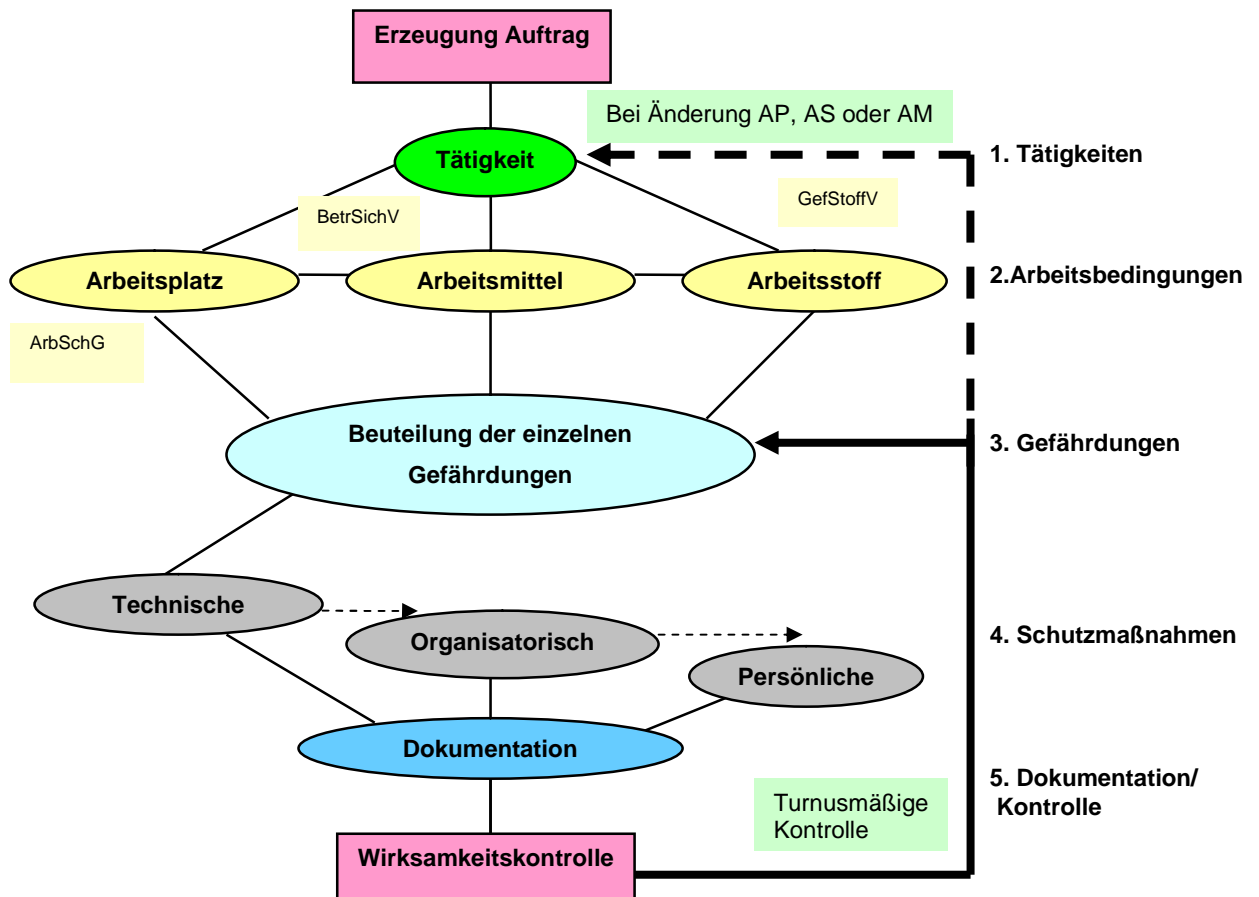 Erzeugung Auftrag
Bei Änderung AP, AS oder AM
Tätigkeit
1. Tätigkeiten
BetrSichV
GefStoffV
Arbeitsplatz
Arbeitsmittel
Arbeitsstoff
2.Arbeitsbedingungen
ArbSchG
Beuteilung der einzelnen
Gefährdungen
3. Gefährdungen
Technische
Organisatorisch
Persönliche
4. Schutzmaßnahmen
Dokumentation
5. Dokumentation/
Kontrolle
Turnusmäßige
Kontrolle
Wirksamkeitskontrolle